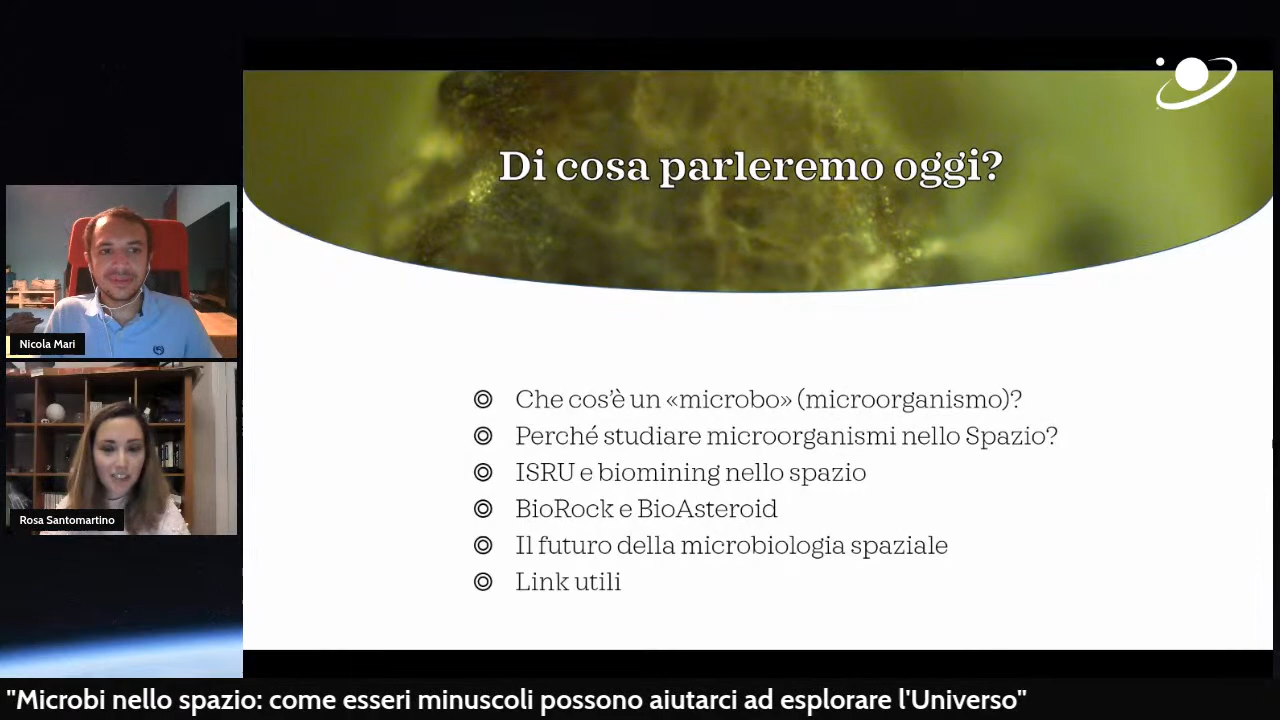 Di cosa parleremo oggi?
Nicola Mari
Rosa Santomartino
Che cos'è un «microbo» (microorganismo)?
Perché studiare microorganismi nello Spazio?
ISRU e biomining nello spazio
BioRock e BioAsteroid
Il futuro della microbiologia spaziale
Link utili
"Microbi nello spazio: come esseri minuscoli possono aiutarci ad esplorare l'Universo"